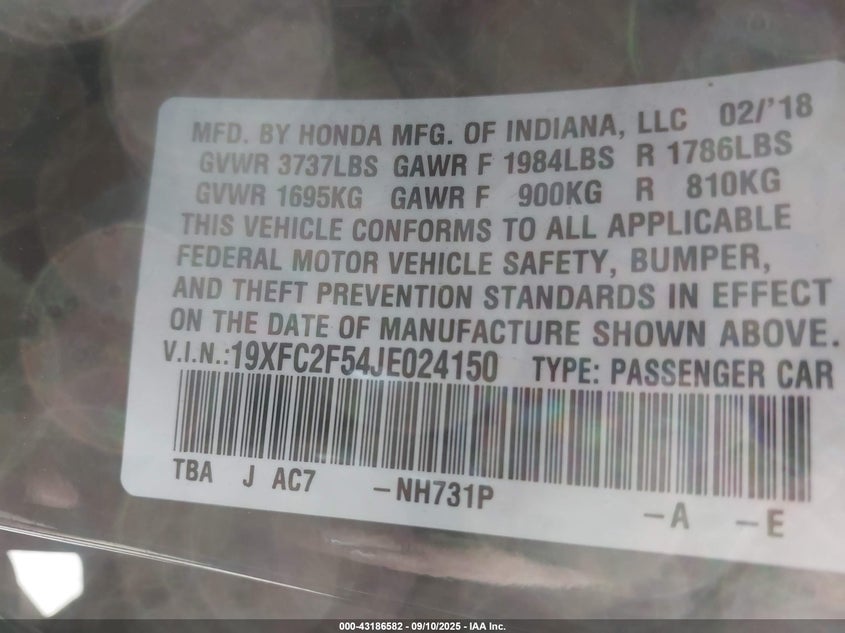 MFD. BY HONDA MFG. OF INDIANA, LLC 02/'18
GVWR 3737LBS GAWR F 1984LBS R 1786LBS
GVWR 1695KG GAWR F 900KG R 810KG
THIS VEHICLE CONFORMS TO ALL APPLICABLE
FEDERAL MOTOR VEHICLE SAFETY, BUMPER,
AND THEFT PREVENTION STANDARDS IN EFFECT
ON THE DATE OF MANUFACTURE SHOWN ABOVE.
V.I.N.:19XFC2F54JE024150 TYPE: PASSENGER CAR
TBA J AC7 -NH731P -A -E
000-43186582 - 09/10/2025 - IAA Inc.